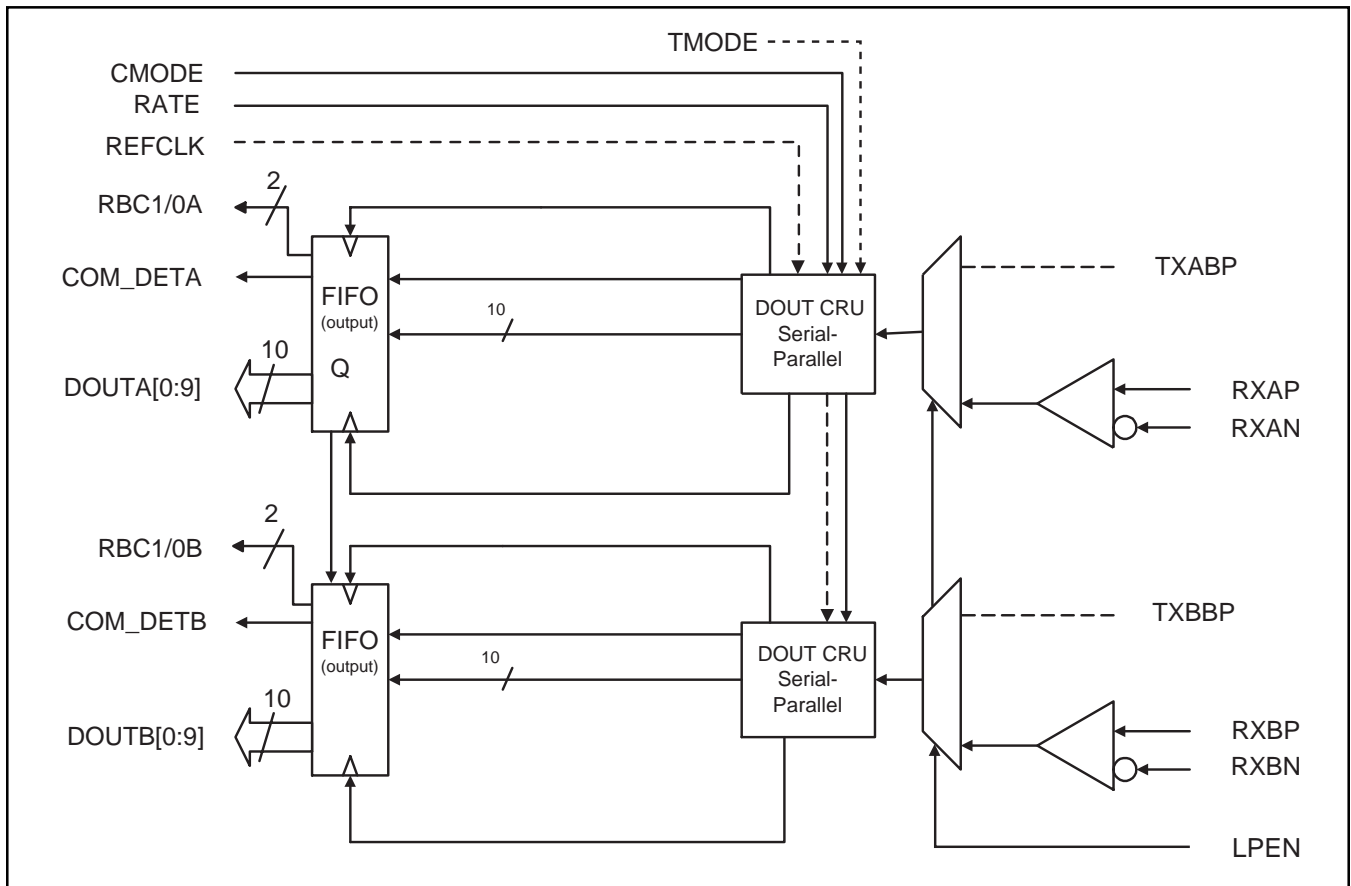 TMODE
CMODE
RATE
REFCLK
2
RBC1/0A
COM_DETA
FIFO
(output)
Q
10
DOUT CRU
Serial-
Parallel
TXABP
10
DOUTA[0:9]
RXAP
RXAN
2
RBC1/0B
COM_DETB
FIFO
(output)
10
DOUT CRU
Serial-
Parallel
TXBBP
10
DOUTB[0:9]
RXBP
RXBN
LPEN